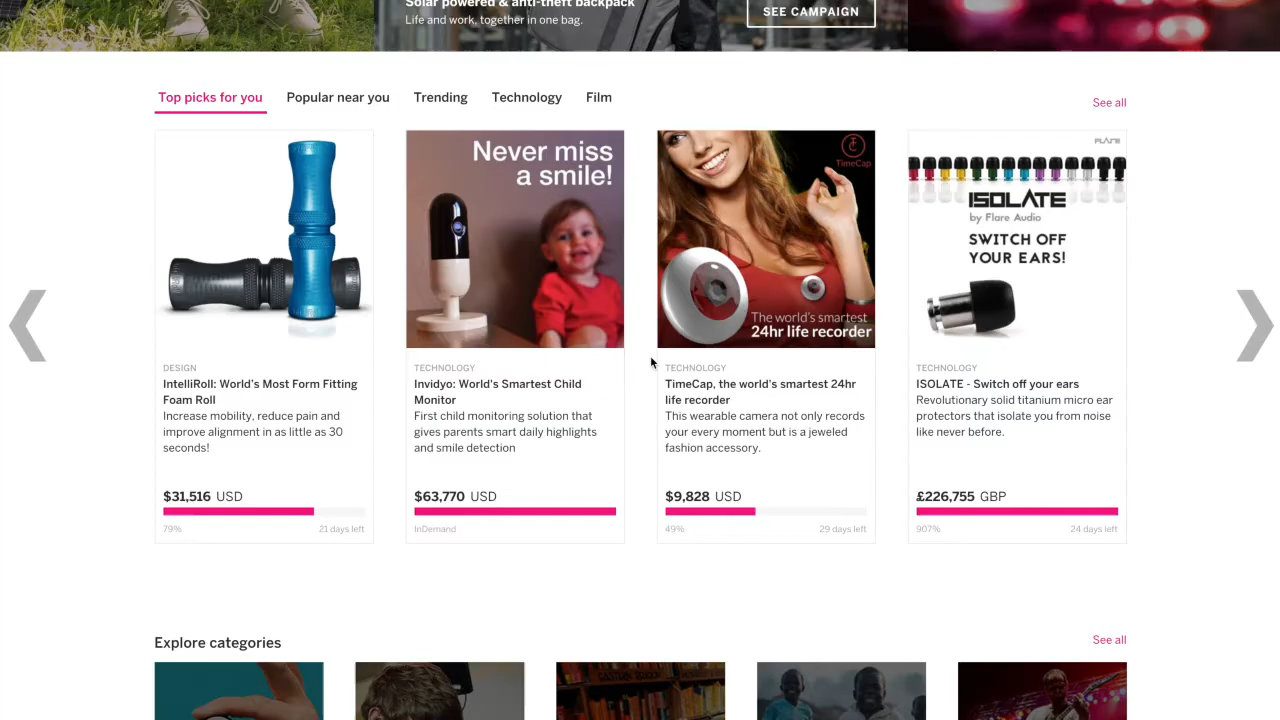 Solar powered & anti-theft backpack
Life and work, together in one bag.
SEE CAMPAIGN
Top picks for you
Popular near you
Trending
Technology
Film
See all
Never miss
a smile!
TimeCap
The world's smartest
24hr life recorder
FLARE
ISOLATE
by Flare Audio
SWITCH OFF
YOUR EARS!
DESIGN
IntelliRoll: World's Most Form Fitting
Foam Roll
Increase mobility, reduce pain and
improve alignment in as little as 30
seconds!
$31,516 USD
79%
21 days left
TECHNOLOGY
Invidyo: World's Smartest Child
Monitor
First child monitoring solution that
gives parents smart daily highlights
and smile detection
$63,770 USD
InDemand
TECHNOLOGY
TimeCap, the world's smartest 24hr
life recorder
This wearable camera not only records
your every moment but is a jeweled
fashion accessory.
$9,828 USD
49%
29 days left
TECHNOLOGY
ISOLATE - Switch off your ears
Revolutionary solid titanium micro ear
protectors that isolate you from noise
like never before.
£226,755 GBP
907%
24 days left
Explore categories
See all